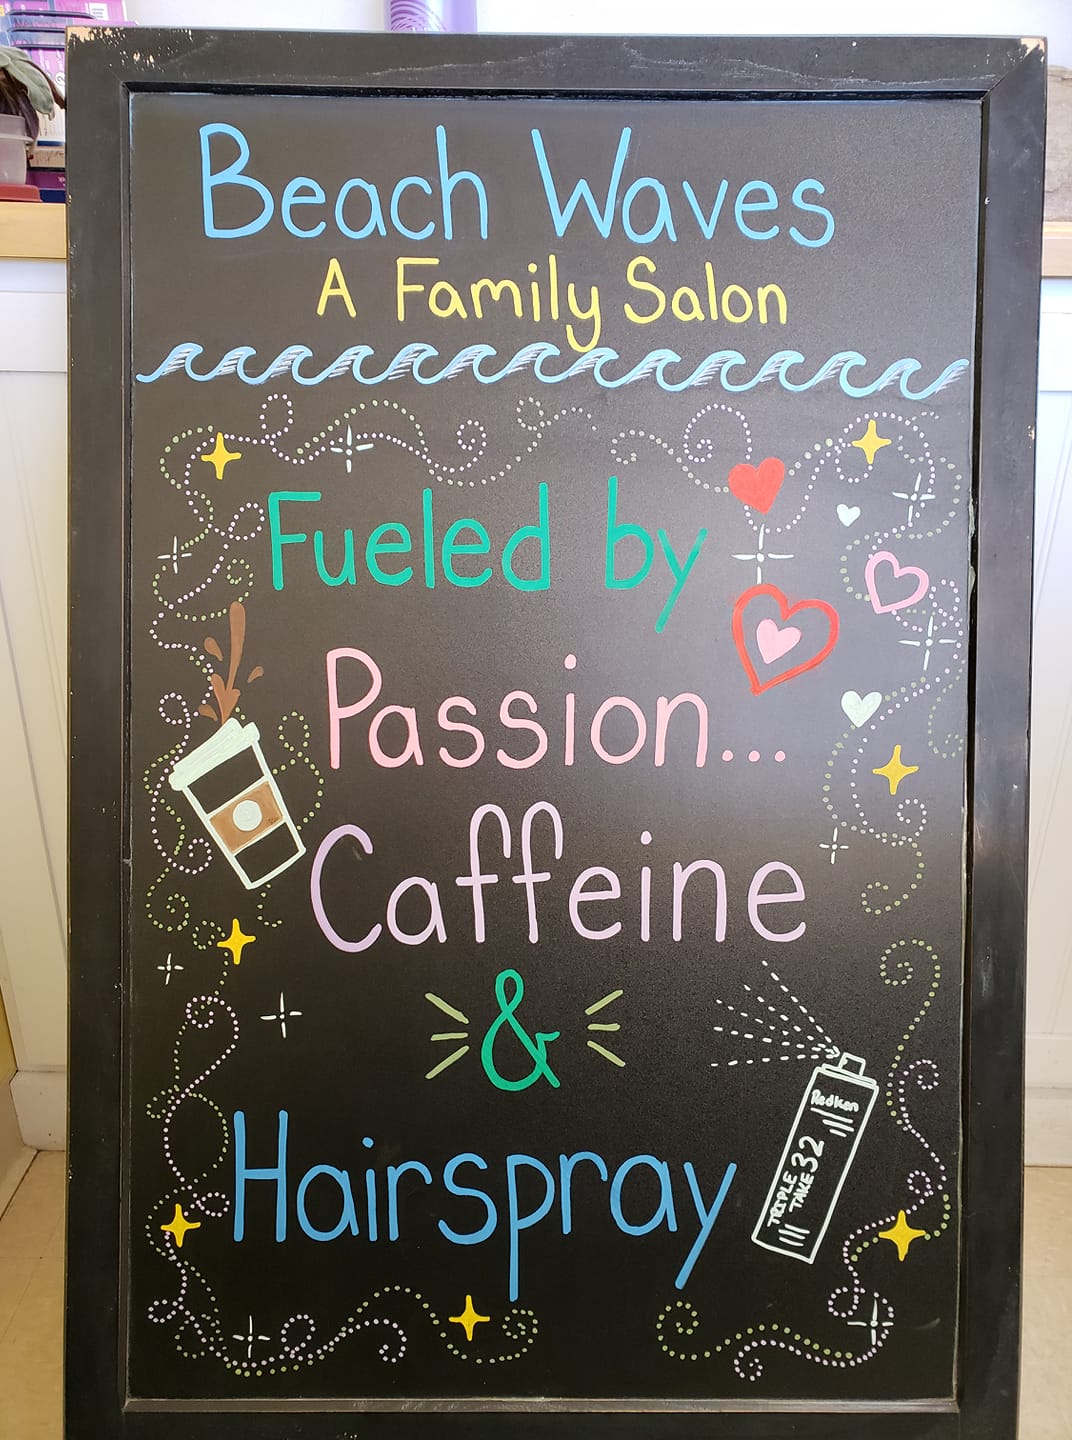 Beach Waves
A Family Salon
Fueled by
Passion...
Caffeine
&
Hairspray
Redken
TRIPLE
TAKE 32